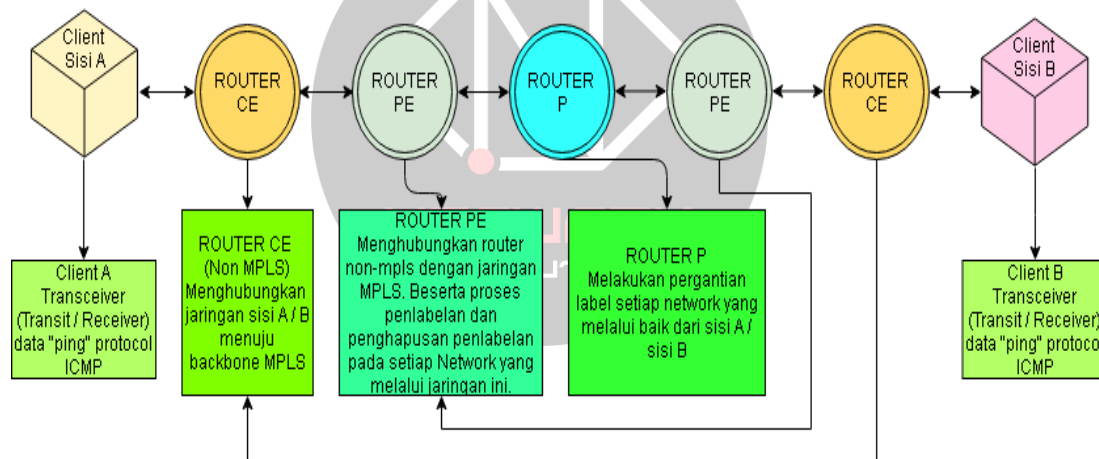 Client
Sisi A
ROUTER
CE
ROUTER
PE
ROUTER
P
ROUTER
PE
ROUTER
CE
Client
Sisi B
Client A
Transceiver
(Transit / Receiver)
data "ping" protocol
ICMP
ROUTER CE
(Non MPLS)
Menghubungkan
jaringan sisi A / B
menuju
backbone MPLS
ROUTER PE
Menghubungkan router
non-mpls dengan jaringan
MPLS. Beserta proses
penlabelan dan
penghapusan penlabelan
pada setiap Network yang
melalui jaringan ini.
ROUTER P
Melakukan pergantian
label setiap network yang
melalui baik dari sisi A /
sisi B
Client B
Transceiver
(Transit / Receiver)
data "ping" protocol
ICMP